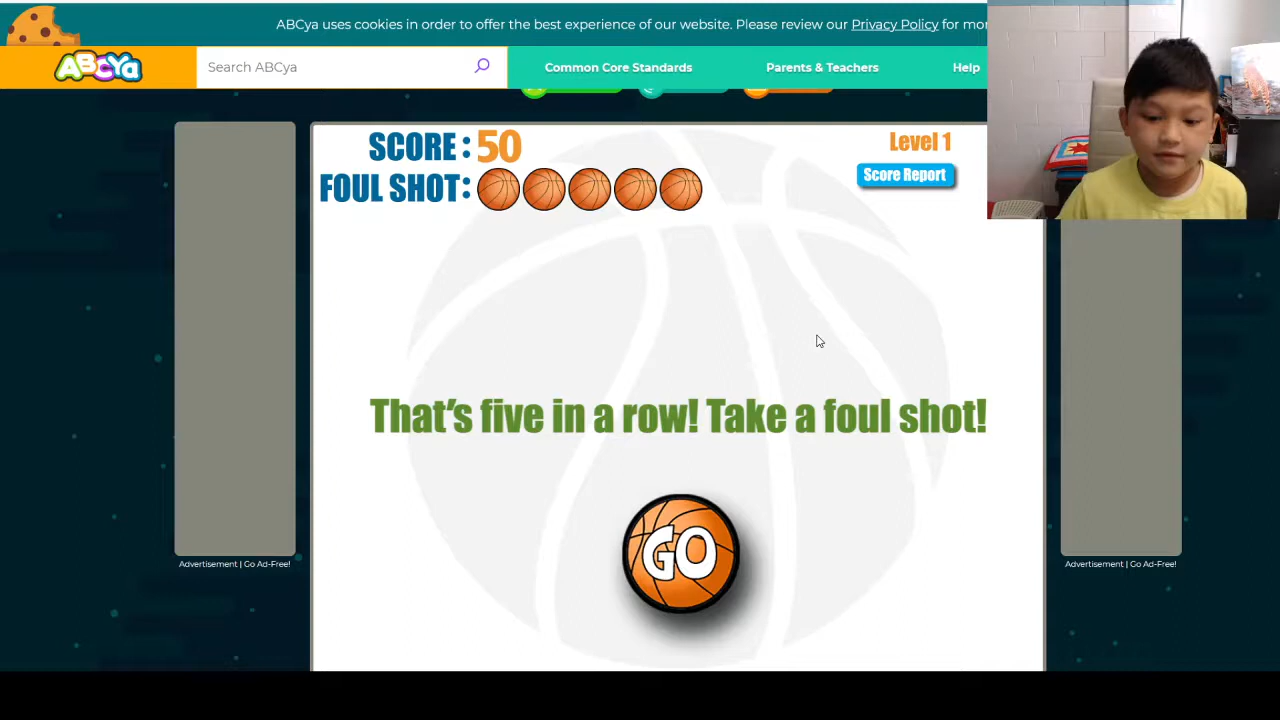 ABCya uses cookies in order to offer the best experience of our website. Please review our Privacy Policy for mor
ABCYa
Search ABCya
Common Core Standards
Parents & Teachers
Help
SCORE: 50
Level 1
FOUL SHOT:
Score Report
That's five in a row! Take a foul shot!
GO
Advertisement | Go Ad-Free!
Advertisement | Go Ad-Free!